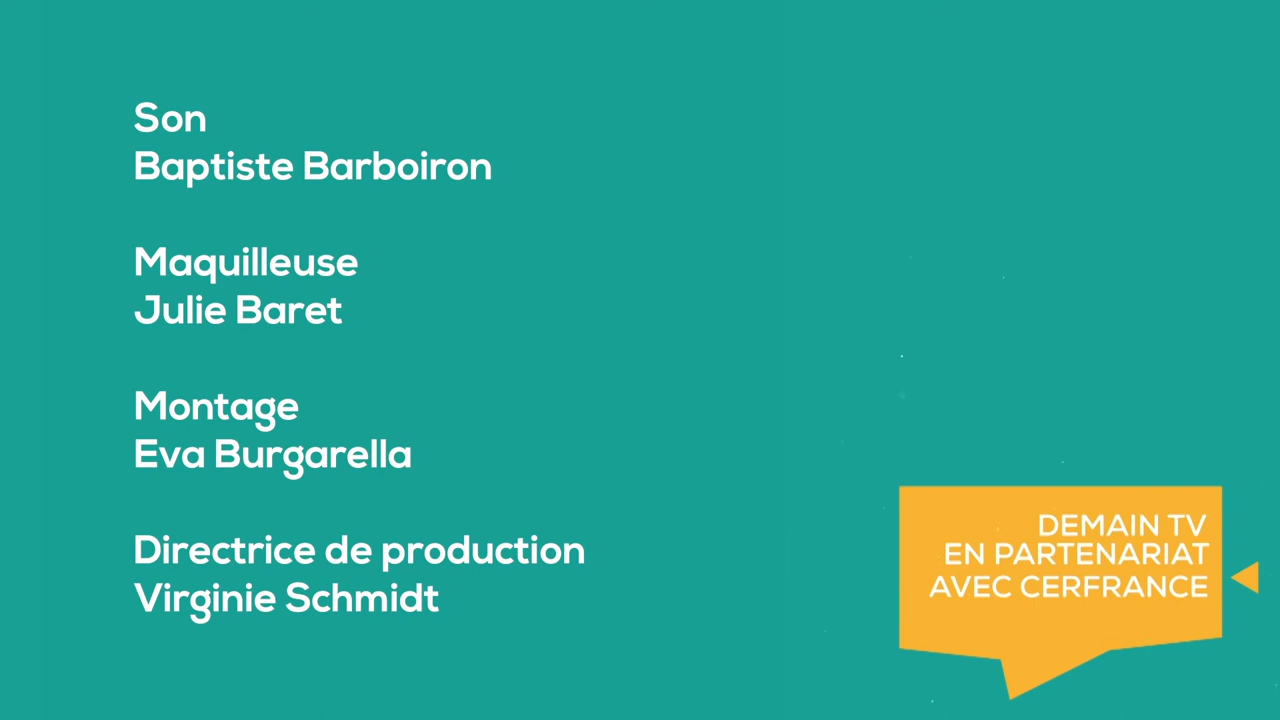 Son
Baptiste Barboiron
Maquilleuse
Julie Baret
Montage
Eva Burgarella
Directrice de production
Virginie Schmidt
DEMAIN TV
EN PARTENARIAT
AVEC CERFRANCE